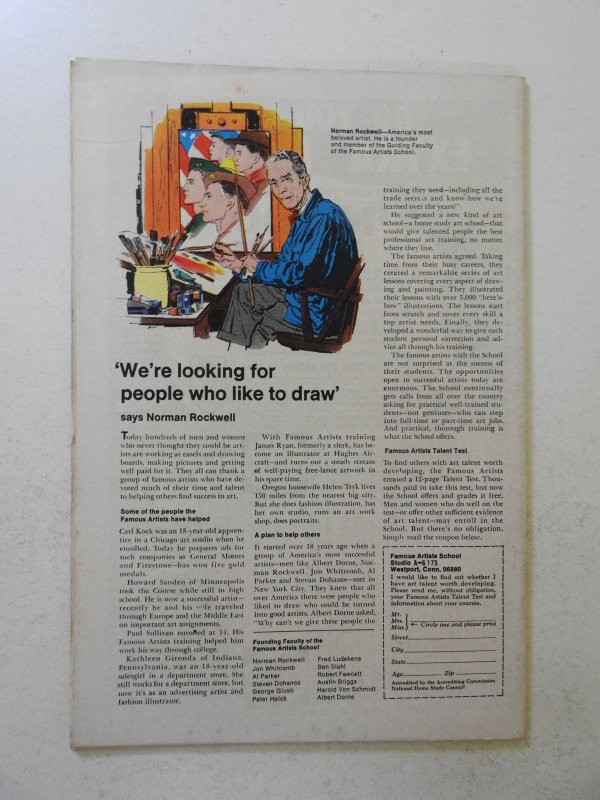 Norman Rockwell—America's most
beloved artist. He is a founder
and member of the Guiding Faculty
of the Famous Artists School.
'We're looking for
people who like to draw'
says Norman Rockwell
Today hundreds of men and women
who never thought they could be art-
ists are working at easels and drawing
boards, making pictures and getting
well paid for it. They all can thank a
group of famous artists who have de-
voted much of their time and talent
to helping others find success in art.
Some of the people the
Famous Artists have helped
Carl Kock was an 18-year-old appren-
tice in a Chicago art studio when he
enrolled. Today he prepares ads for
such companies as General Motors
and Firestone—has won five gold
medals.
Howard Sanden of Minneapolis
took the Course while still in high
school. He is now a successful artist—
recently he and his wife traveled
through Europe and the Middle East
on important art assignments.
Paul Sullivan enrolled at 14. His
Famous Artists training helped him
work his way through college.
Kathleen Gironda of Indiana,
Pennsylvania, was an 18-year-old
salesgirl in a department store. She
still works for a department store, but
now it's as an advertising artist and
fashion illustrator.
With Famous Artists training
James Ryan, formerly a clerk, has be-
come an illustrator at Hughes Air-
craft—and turns out a steady stream
of well-paying free-lance artwork in
his spare time.
Oregon housewife Helen Tryk lives
150 miles from the nearest big city.
But she does fashion illustration, has
her own studio, runs an art work
shop, does portraits.
A plan to help others
It started over 18 years ago when a
group of America's most successful
artists—men like Albert Dorne, Nor-
man Rockwell, Jon Whitcomb, Al
Parker and Stevan Dohanos—met in
New York City. They knew that all
over America there were people who
liked to draw who could be turned
into good artists. Albert Dorne asked,
"Why can't we give these people the
Founding Faculty of the
Famous Artists School
Norman Rockwell
Jon Whitcomb
Al Parker
Stevan Dohanos
George Giusti
Peter Helck
Fred Ludekens
Ben Stahl
Robert Fawcett
Austin Briggs
Harold Von Schmidt
Albert Dorne
training they need—including all the
trade secrets and know-how we've
learned over the years?"
He suggested a new kind of art
school—a home study art school—that
would give talented people the best
professional art training, no matter
where they live.
The famous artists agreed. Taking
time from their busy careers, they
created a remarkable series of art
lessons covering every aspect of draw-
ing and painting. They illustrated
their lessons with over 5,000 "here's-
how" illustrations. The lessons start
from scratch and cover every skill a
top artist needs. Finally, they de-
veloped a wonderful way to give each
student personal correction and ad-
vice all through his training.
The famous artists with the School
are not surprised at the success of
their students. The opportunities
open to successful artists today are
enormous. The School continually
gets calls from all over the country
asking for practical well-trained stu-
dents—not geniuses—who can step
into full-time or part-time art jobs.
And practical, thorough training is
what the School offers.
Famous Artists Talent Test
To find others with art talent worth
developing, the Famous Artists
created a 12-page Talent Test. Thou-
sands paid to take this test, but now
the School offers and grades it free.
Men and women who do well on the
test—or offer other sufficient evidence
of art talent—may enroll in the
School. But there's no obligation.
Simply mail the coupon below.
Famous Artists School
Studio 175
Westport, Conn. 06880
I would like to find out whether I
have art talent worth developing.
Please send me, without obligation,
your Famous Artists Talent Test and
information about your courses.
Mr.
Mrs.
Miss ← Circle one and please print
Street
City
State
Age Zip
Accredited by the Accrediting Commission
National Home Study Council